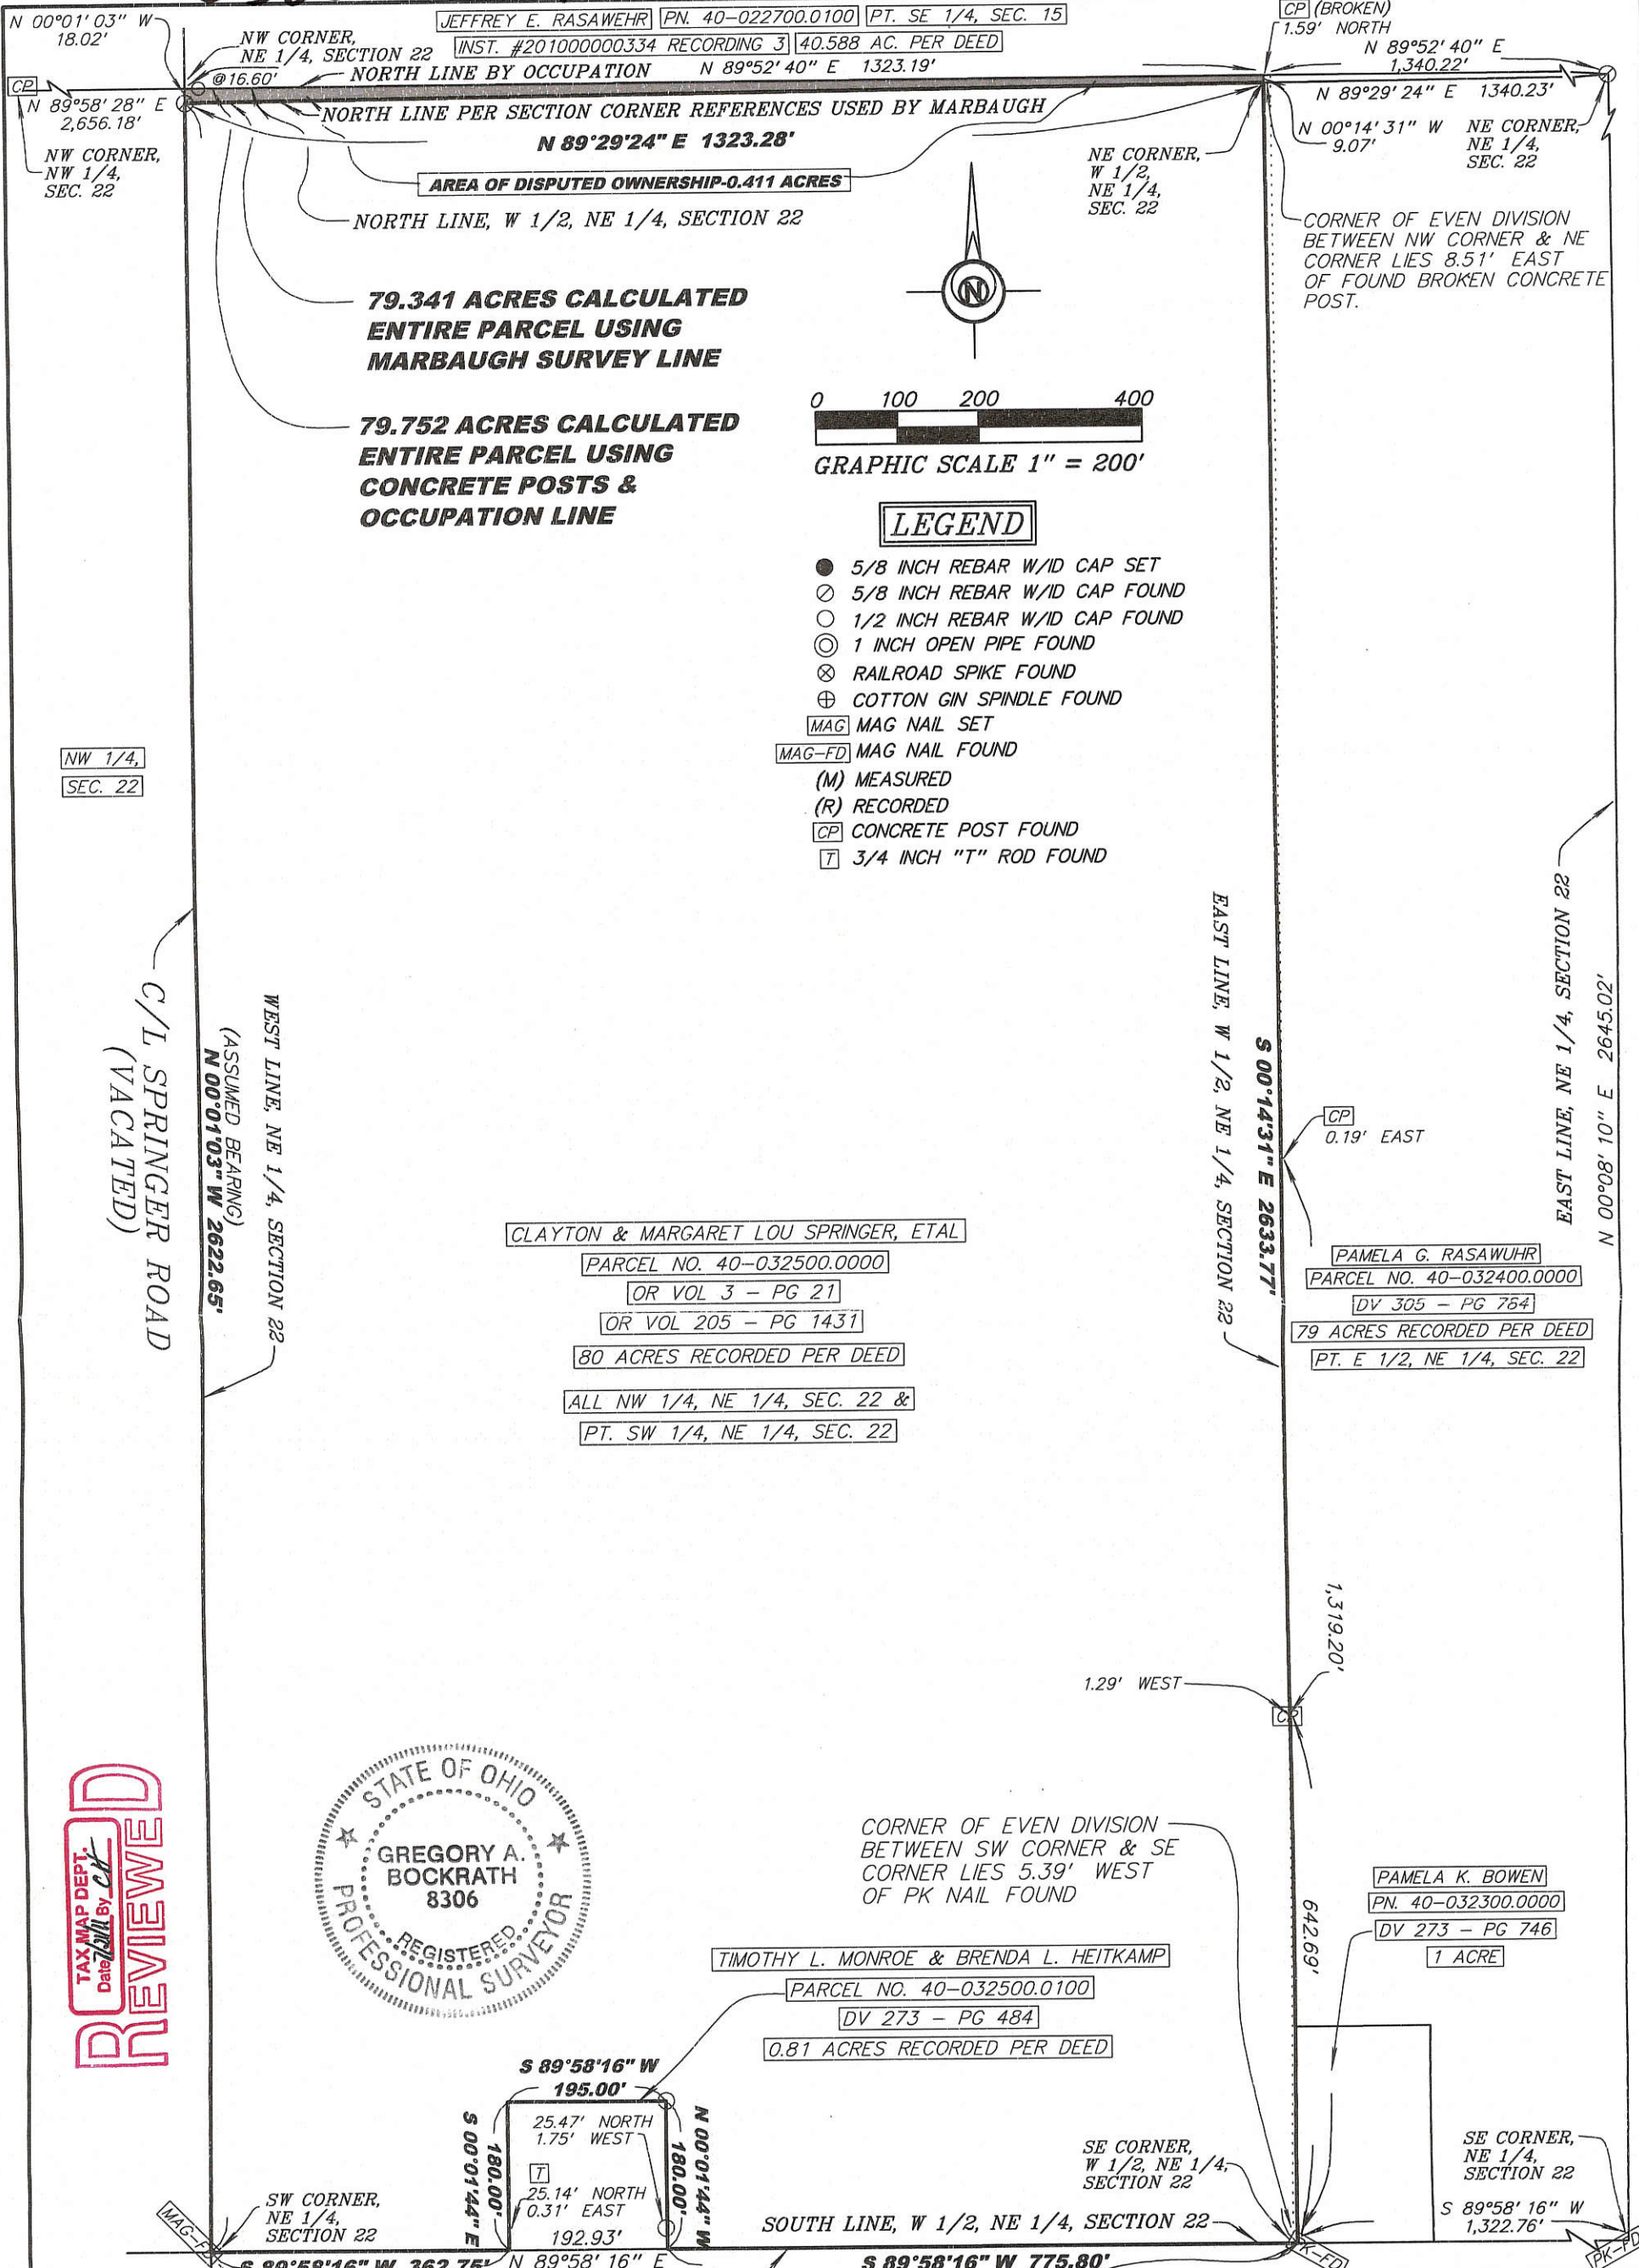 N 00°01' 03" W
18.02'
NW CORNER,
NE 1/4, SECTION 22
JEFFREY E. RASAWEHR PN. 40-022700.0100 PT. SE 1/4, SEC. 15
INST. #201000000334 RECORDING 3 40.588 AC. PER DEED
CP (BROKEN)
1.59' NORTH
N 89°52' 40" E
1,340.22'
@16.60'
NORTH LINE BY OCCUPATION N 89°52' 40" E 1323.19'
CP
N 89°58' 28" E
2,656.18'
NW CORNER,
NW 1/4,
SEC. 22
NORTH LINE PER SECTION CORNER REFERENCES USED BY MARBAUGH
N 89°29'24" E 1323.28'
AREA OF DISPUTED OWNERSHIP-0.411 ACRES
NORTH LINE, W 1/2, NE 1/4, SECTION 22
NE CORNER,
W 1/2,
NE 1/4,
SEC. 22
N 89°29' 24" E 1340.23'
N 00°14' 31" W
9.07'
NE CORNER,
NE 1/4,
SEC. 22
CORNER OF EVEN DIVISION
BETWEEN NW CORNER & NE
CORNER LIES 8.51' EAST
OF FOUND BROKEN CONCRETE
POST.
79.341 ACRES CALCULATED
ENTIRE PARCEL USING
MARBAUGH SURVEY LINE
79.752 ACRES CALCULATED
ENTIRE PARCEL USING
CONCRETE POSTS &
OCCUPATION LINE
N
0 100 200 400
GRAPHIC SCALE 1" = 200'
LEGEND
5/8 INCH REBAR W/ID CAP SET
5/8 INCH REBAR W/ID CAP FOUND
1/2 INCH REBAR W/ID CAP FOUND
1 INCH OPEN PIPE FOUND
RAILROAD SPIKE FOUND
COTTON GIN SPINDLE FOUND
MAG MAG NAIL SET
MAG-FD MAG NAIL FOUND
(M) MEASURED
(R) RECORDED
CP CONCRETE POST FOUND
T 3/4 INCH "T" ROD FOUND
NW 1/4,
SEC. 22
C/L SPRINGER ROAD
(VACATED)
(ASSUMED BEARING)
N 00°01'03" W 2622.65'
WEST LINE, NE 1/4, SECTION 22
EAST LINE, W 1/2, NE 1/4, SECTION 22
S 00°14'31" E 2633.77'
EAST LINE, NE 1/4, SECTION 22
N 00°08' 10" E 2645.02'
CP
0.19' EAST
CLAYTON & MARGARET LOU SPRINGER, ETAL
PARCEL NO. 40-032500.0000
OR VOL 3 - PG 21
OR VOL 205 - PG 1431
80 ACRES RECORDED PER DEED
ALL NW 1/4, NE 1/4, SEC. 22 &
PT. SW 1/4, NE 1/4, SEC. 22
PAMELA G. RASAWUHR
PARCEL NO. 40-032400.0000
DV 305 - PG 764
79 ACRES RECORDED PER DEED
PT. E 1/2, NE 1/4, SEC. 22
1,319.20'
1.29' WEST
CP
STATE OF OHIO
GREGORY A.
BOCKRATH
8306
REGISTERED
PROFESSIONAL SURVEYOR
TAX MAP DEPT.
Date By CH
REVIEWED
CORNER OF EVEN DIVISION
BETWEEN SW CORNER & SE
CORNER LIES 5.39' WEST
OF PK NAIL FOUND
642.69'
PAMELA K. BOWEN
PN. 40-032300.0000
DV 273 - PG 746
1 ACRE
TIMOTHY L. MONROE & BRENDA L. HEITKAMP
PARCEL NO. 40-032500.0100
DV 273 - PG 484
0.81 ACRES RECORDED PER DEED
S 89°58'16" W
195.00'
25.47' NORTH
1.75' WEST
T
25.14' NORTH
0.31' EAST
192.93'
S 00°01'44" E
180.00'
N 00°01'44" W
180.00'
SW CORNER,
NE 1/4,
SECTION 22
SE CORNER,
W 1/2, NE 1/4,
SECTION 22
SE CORNER,
NE 1/4,
SECTION 22
S 89°58' 16" W
1,322.76'
SOUTH LINE, W 1/2, NE 1/4, SECTION 22
S 89°58'16" W 362.75'
N 89°58' 16" E
S 89°58'16" W 775.80'